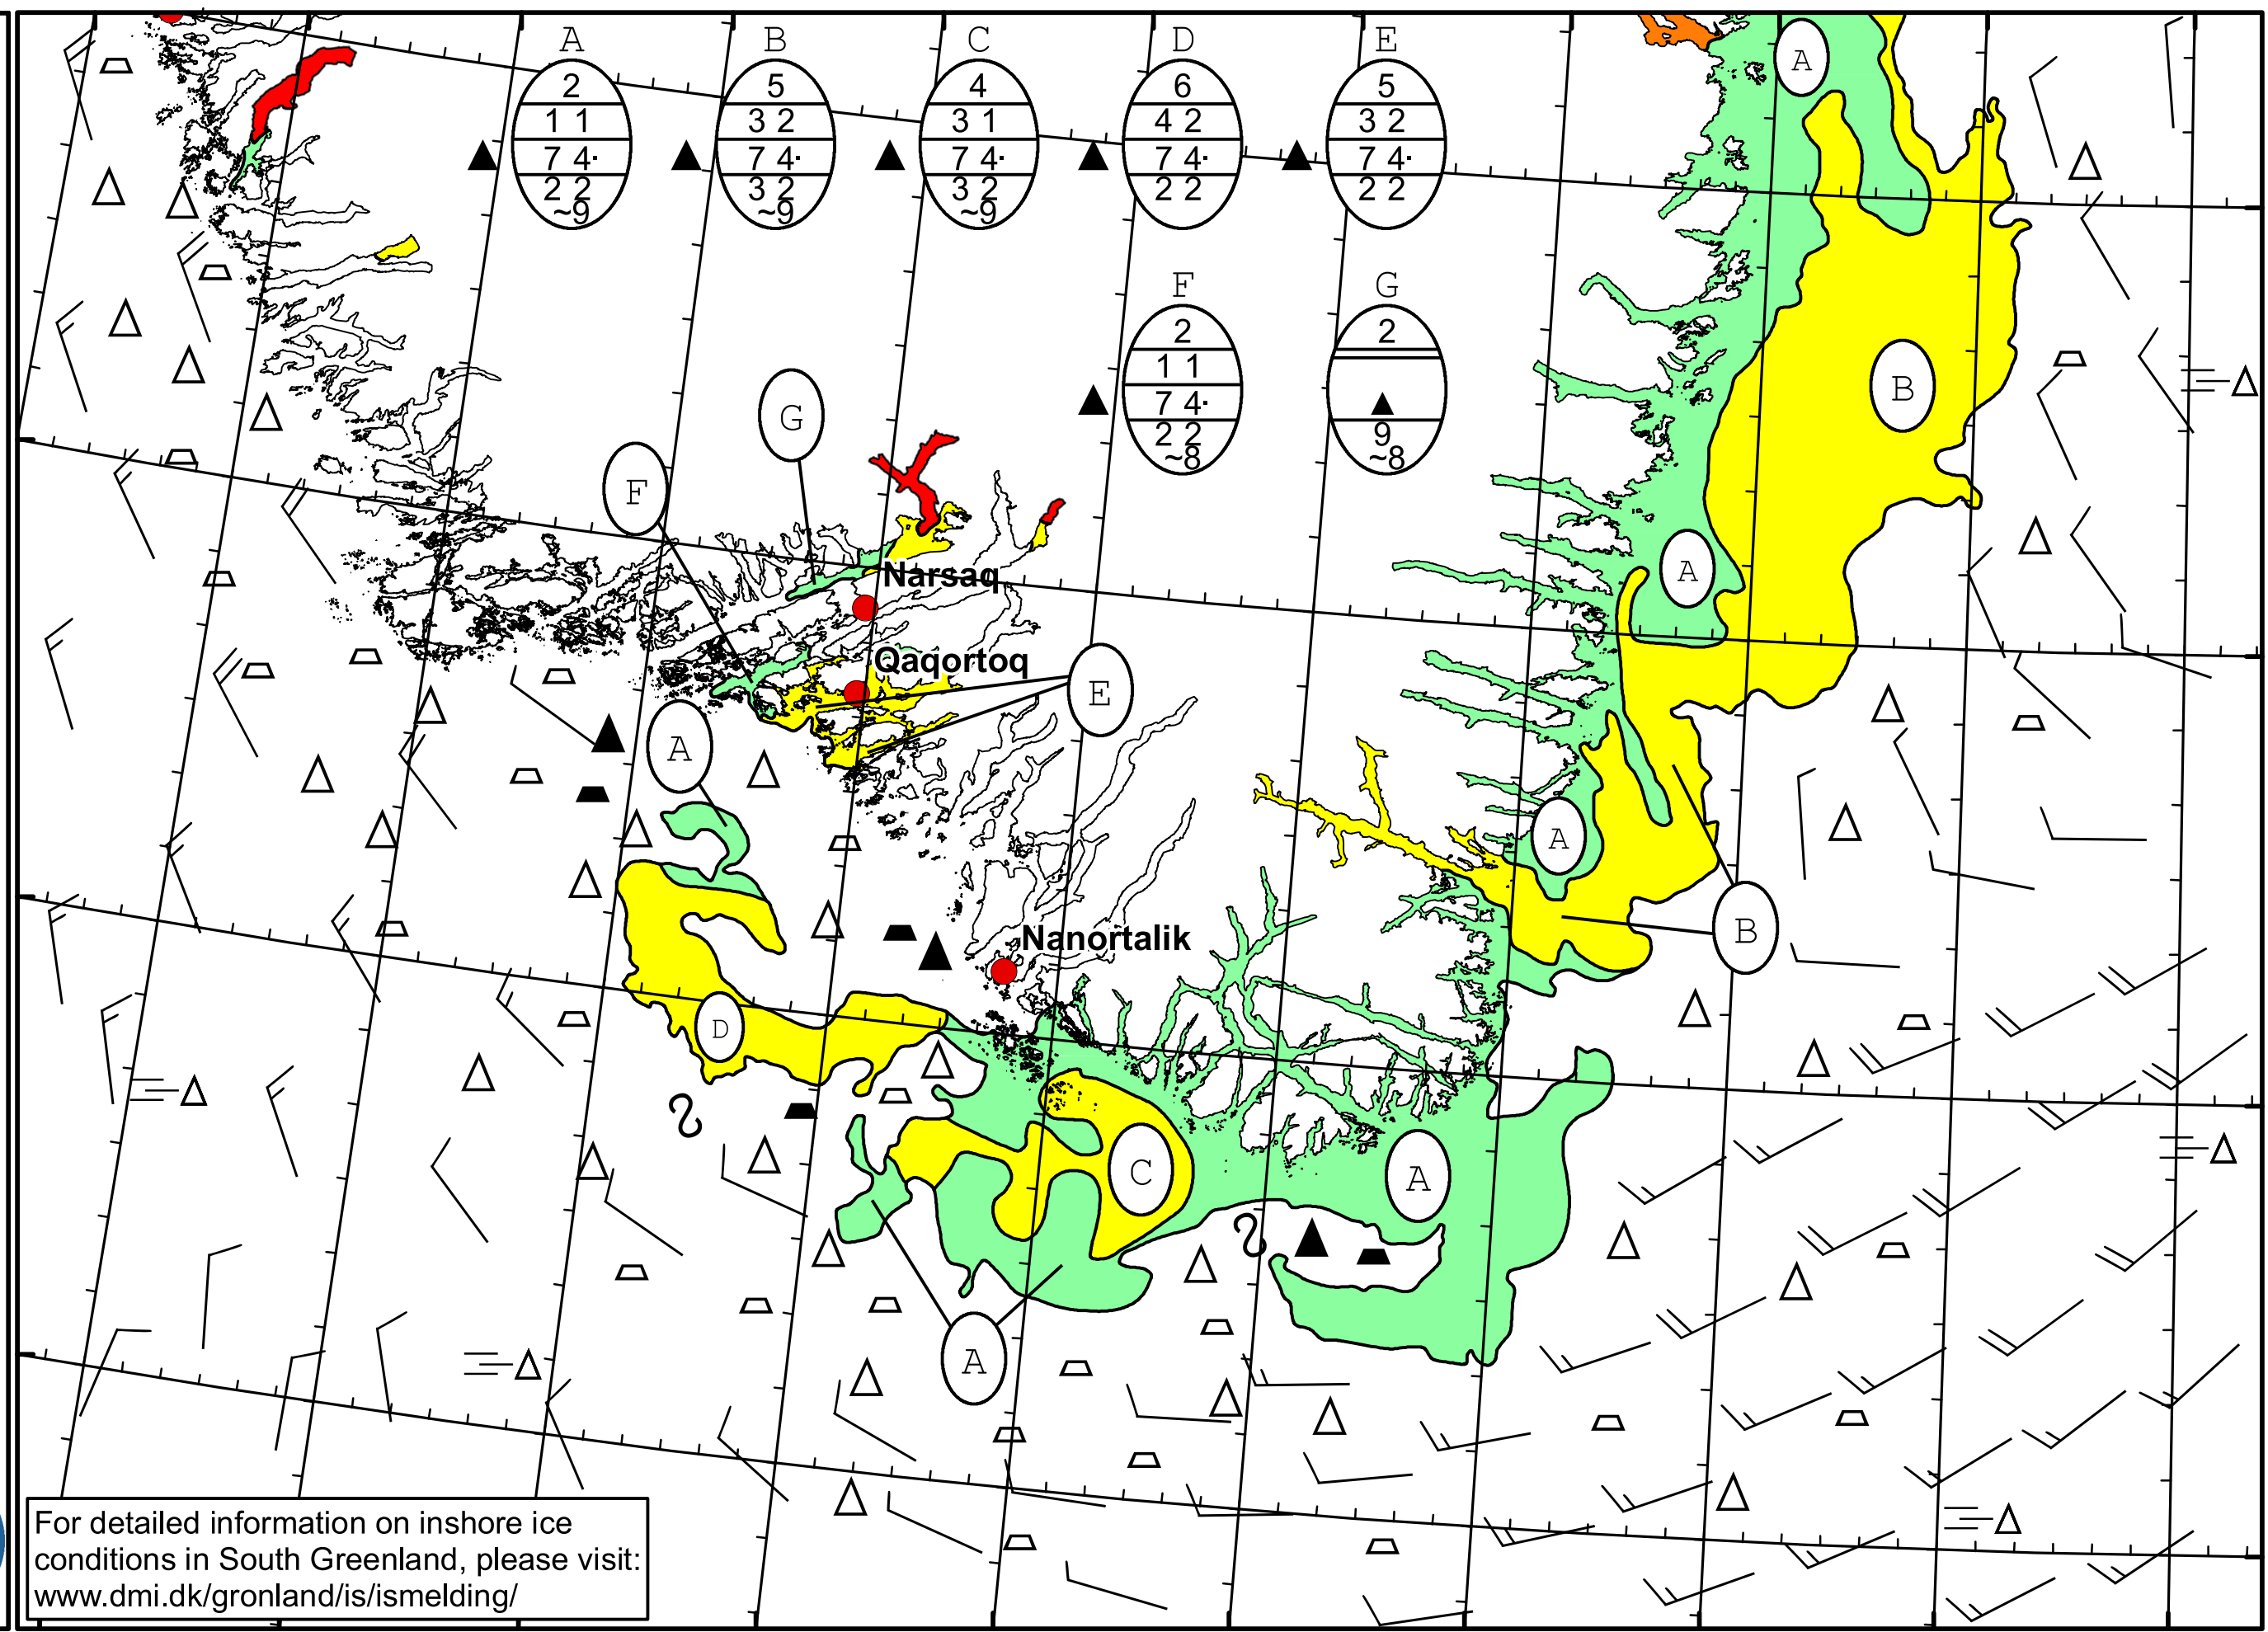 A B C D E
2 5 4 6 5
1 1 3 2 3 1 4 2 3 2
7 4· 7 4· 7 4· 7 4· 7 4·
2 2 3 2 3 2 2 2 2 2
~9 ~9 ~9
A
F G
2 2
1 1
7 4·
2 2 9
~8 ~8
B
G
F
A
Narsaq
Qaqortoq
E
A
A
B
Nanortalik
D
C
A
A
For detailed information on inshore ice
conditions in South Greenland, please visit:
www.dmi.dk/gronland/is/ismelding/